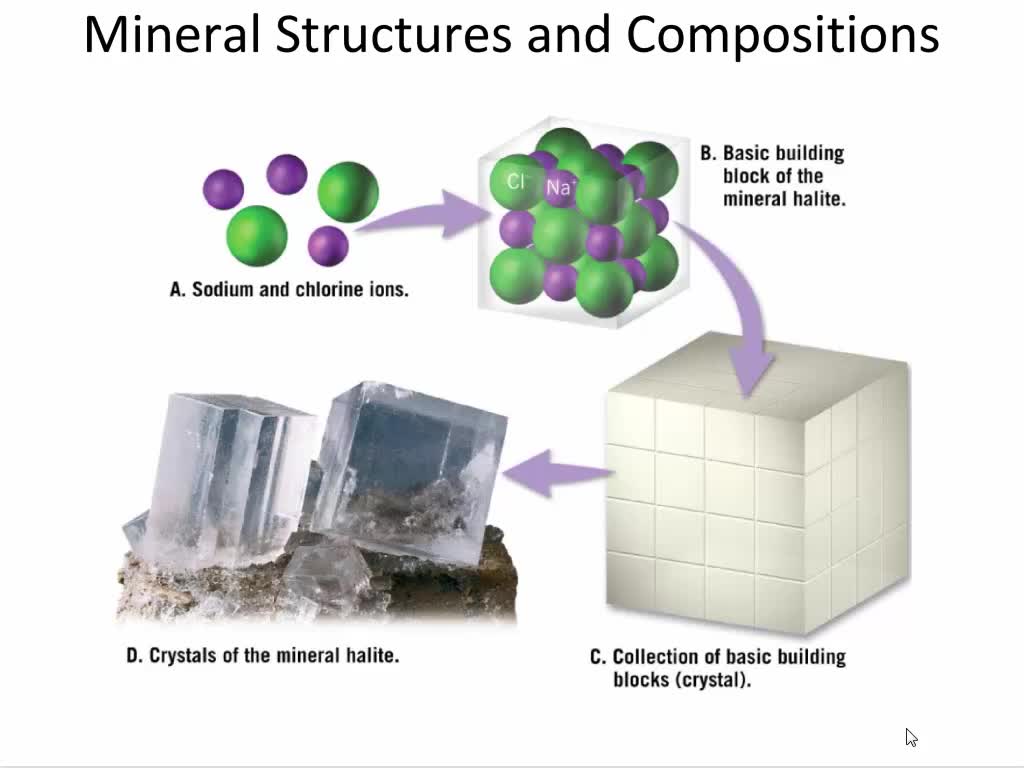 Mineral Structures and Compositions
A. Sodium and chlorine ions.
Cl⁻ Na⁺
B. Basic building
block of the
mineral halite.
D. Crystals of the mineral halite.
C. Collection of basic building
blocks (crystal).